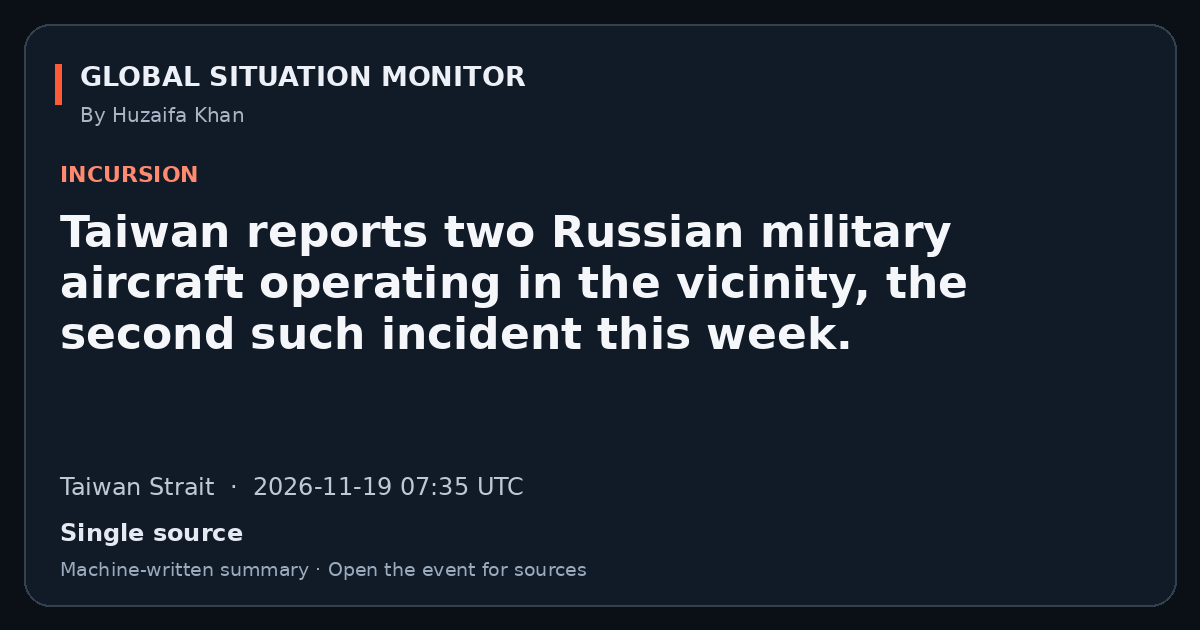 GLOBAL SITUATION MONITOR
By Huzaifa Khan
INCURSION
Taiwan reports two Russian military
aircraft operating in the vicinity, the
second such incident this week.
Taiwan Strait · 2026-11-19 07:35 UTC
Single source
Machine-written summary · Open the event for sources